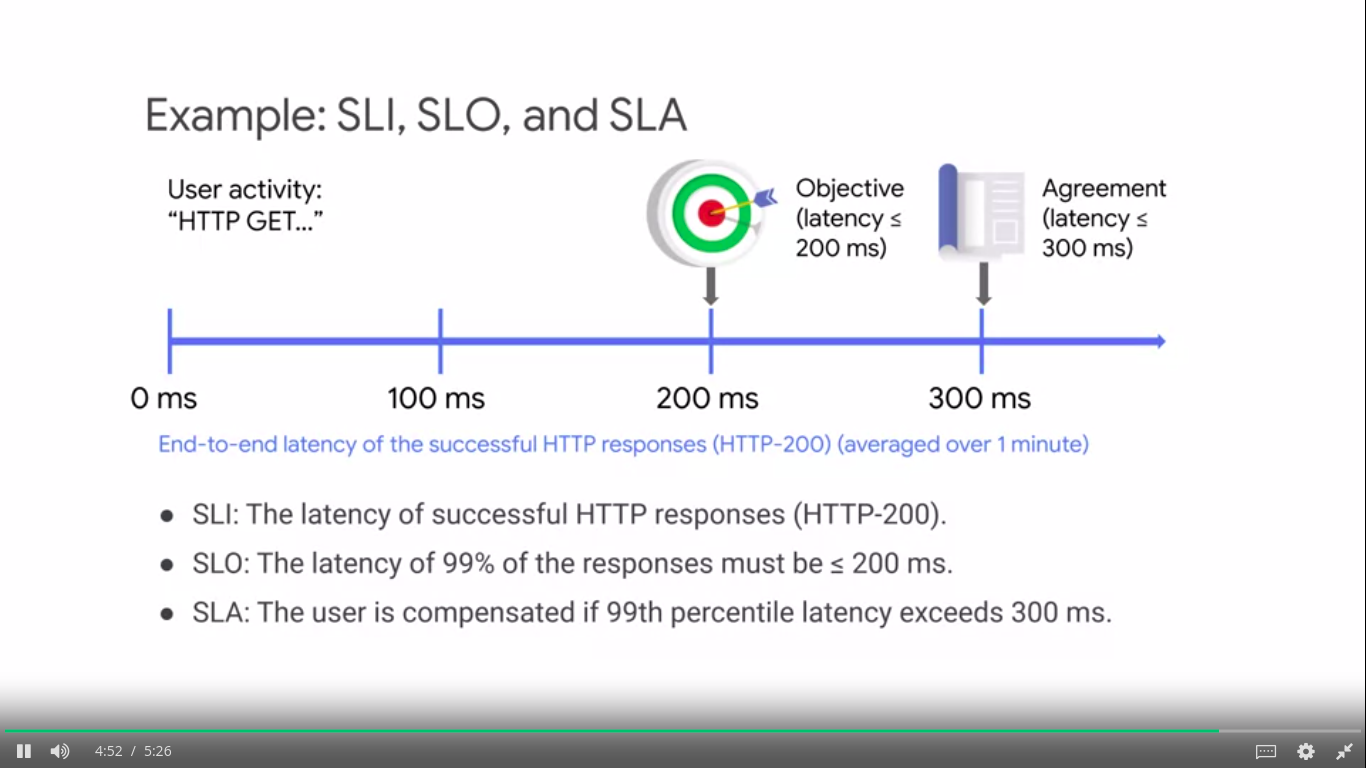 Example: SLI, SLO, and SLA
User activity:
“HTTP GET...”
Objective
(latency ≤
200 ms)
Agreement
(latency ≤
300 ms)
0 ms
100 ms
200 ms
300 ms
End-to-end latency of the successful HTTP responses (HTTP-200) (averaged over 1 minute)
● SLI: The latency of successful HTTP responses (HTTP-200).
● SLO: The latency of 99% of the responses must be ≤ 200 ms.
● SLA: The user is compensated if 99th percentile latency exceeds 300 ms.
4:52 / 5:26